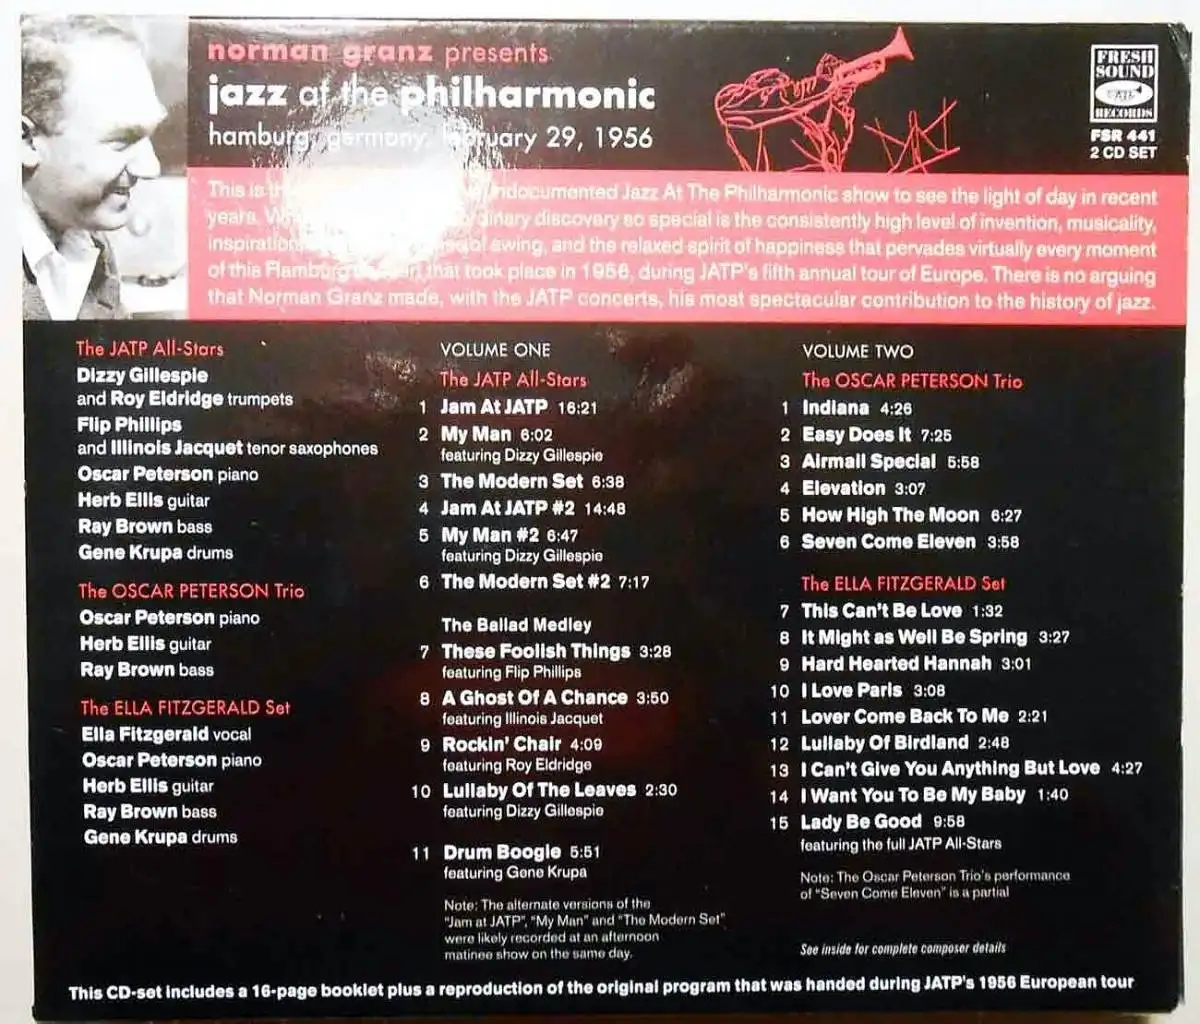 norman granz presents
jazz at the philharmonic
hamburg, germany, february 29, 1956
FRESH
SOUND
RECORDS
FSR 441
2 CD SET
This is undocumented Jazz At The Philharmonic show to see the light of day in recent
years. discovery so special is the consistently high level of invention, musicality,
inspiration of swing, and the relaxed spirit of happiness that pervades virtually every moment
of this Hamburg concert that took place in 1956, during JATP's fifth annual tour of Europe. There is no arguing
that Norman Granz made, with the JATP concerts, his most spectacular contribution to the history of jazz.
The JATP All-Stars
Dizzy Gillespie
and Roy Eldridge trumpets
Flip Phillips
and Illinois Jacquet tenor saxophones
Oscar Peterson piano
Herb Ellis guitar
Ray Brown bass
Gene Krupa drums
The OSCAR PETERSON Trio
Oscar Peterson piano
Herb Ellis guitar
Ray Brown bass
The ELLA FITZGERALD Set
Ella Fitzgerald vocal
Oscar Peterson piano
Herb Ellis guitar
Ray Brown bass
Gene Krupa drums
VOLUME ONE
The JATP All-Stars
1 Jam At JATP 16:21
2 My Man 6:02
featuring Dizzy Gillespie
3 The Modern Set 6:38
4 Jam At JATP #2 14:48
5 My Man #2 6:47
featuring Dizzy Gillespie
6 The Modern Set #2 7:17
The Ballad Medley
7 These Foolish Things 3:28
featuring Flip Phillips
8 A Ghost Of A Chance 3:50
featuring Illinois Jacquet
9 Rockin' Chair 4:09
featuring Roy Eldridge
10 Lullaby Of The Leaves 2:30
featuring Dizzy Gillespie
11 Drum Boogie 5:51
featuring Gene Krupa
Note: The alternate versions of the
"Jam at JATP", "My Man" and "The Modern Set"
were likely recorded at an afternoon
matinee show on the same day.
VOLUME TWO
The OSCAR PETERSON Trio
1 Indiana 4:26
2 Easy Does It 7:25
3 Airmail Special 5:58
4 Elevation 3:07
5 How High The Moon 6:27
6 Seven Come Eleven 3:58
The ELLA FITZGERALD Set
7 This Can't Be Love 1:32
8 It Might as Well Be Spring 3:27
9 Hard Hearted Hannah 3:01
10 I Love Paris 3:08
11 Lover Come Back To Me 2:21
12 Lullaby Of Birdland 2:48
13 I Can't Give You Anything But Love 4:27
14 I Want You To Be My Baby 1:40
15 Lady Be Good 9:58
featuring the full JATP All-Stars
Note: The Oscar Peterson Trio's performance
of "Seven Come Eleven" is a partial
See inside for complete composer details
This CD-set includes a 16-page booklet plus a reproduction of the original program that was handed during JATP's 1956 European tour